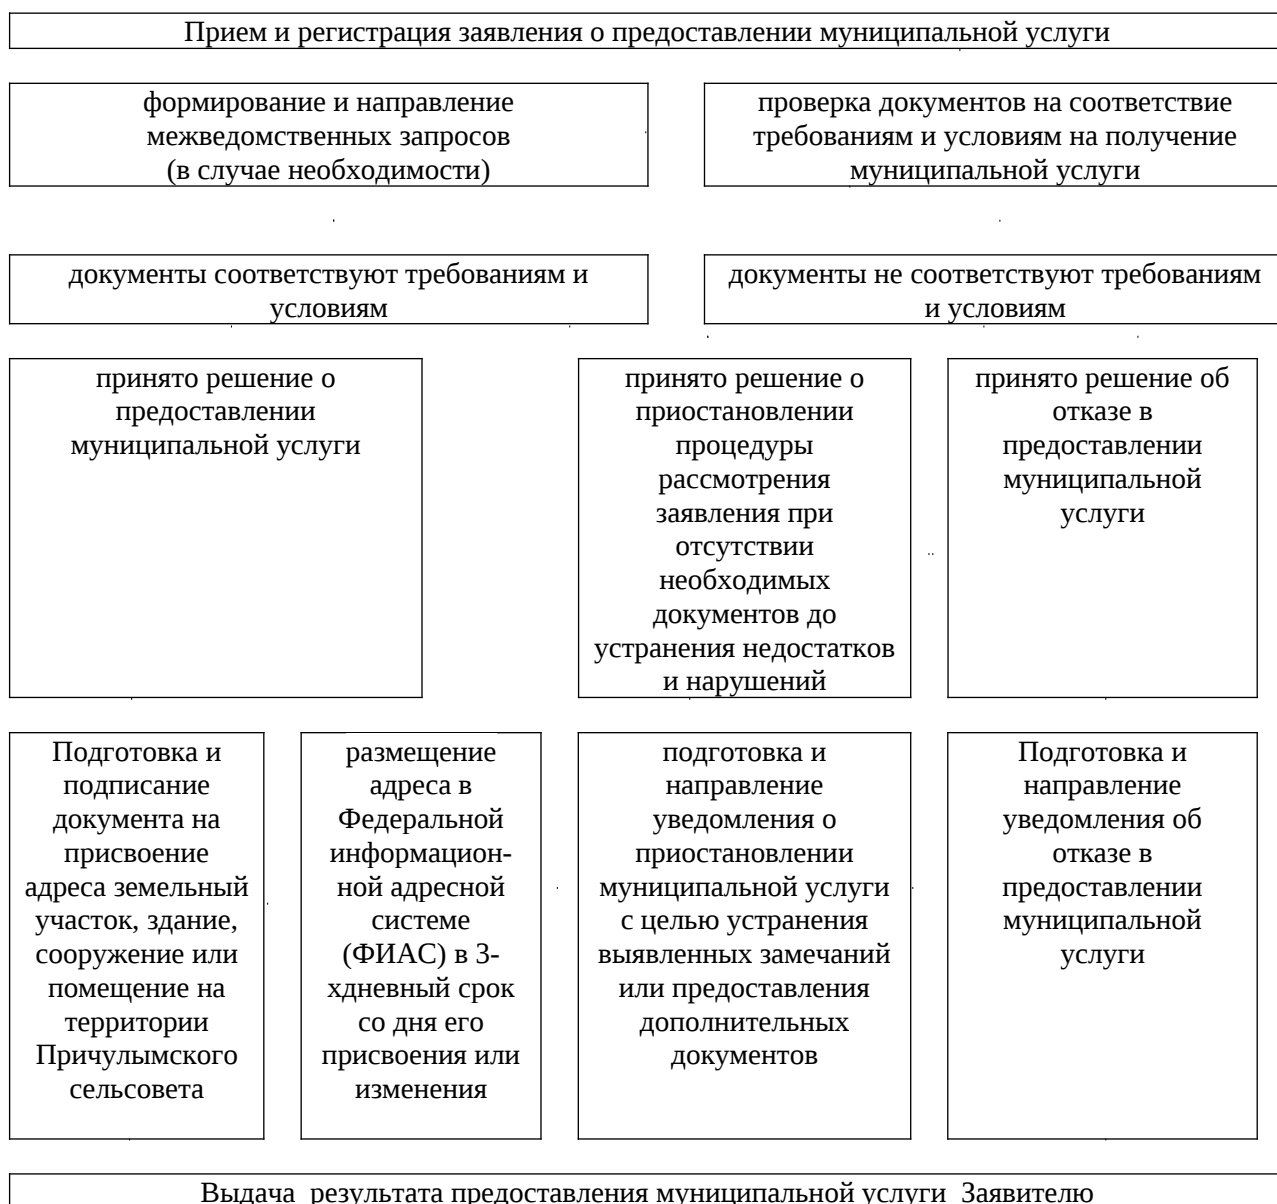 Прием и регистрация заявления о предоставлении муниципальной услуги
формирование и направление
межведомственных запросов
(в случае необходимости)
проверка документов на соответствие
требованиям и условиям на получение
муниципальной услуги
документы соответствуют требованиям и
условиям
документы не соответствуют требованиям
и условиям
принято решение о
предоставлении
муниципальной услуги
принято решение о
приостановлении
процедуры
рассмотрения
заявления при
отсутствии
необходимых
документов до
устранения недостатков
и нарушений
принято решение об
отказе в
предоставлении
муниципальной
услуги
Подготовка и
подписание
документа на
присвоение
адреса земельный
участок, здание,
сооружение или
помещение на
территории
Причулымского
сельсовета
размещение
адреса в
Федеральной
информацион-
ной адресной
системе
(ФИАС) в 3-
хдневный срок
со дня его
присвоения или
изменения
подготовка и
направление
уведомления о
приостановлении
муниципальной услуги
с целью устранения
выявленных замечаний
или предоставления
дополнительных
документов
Подготовка и
направление
уведомления об
отказе в
предоставлении
муниципальной
услуги
Выдача  результата предоставления муниципальной услуги  Заявителю